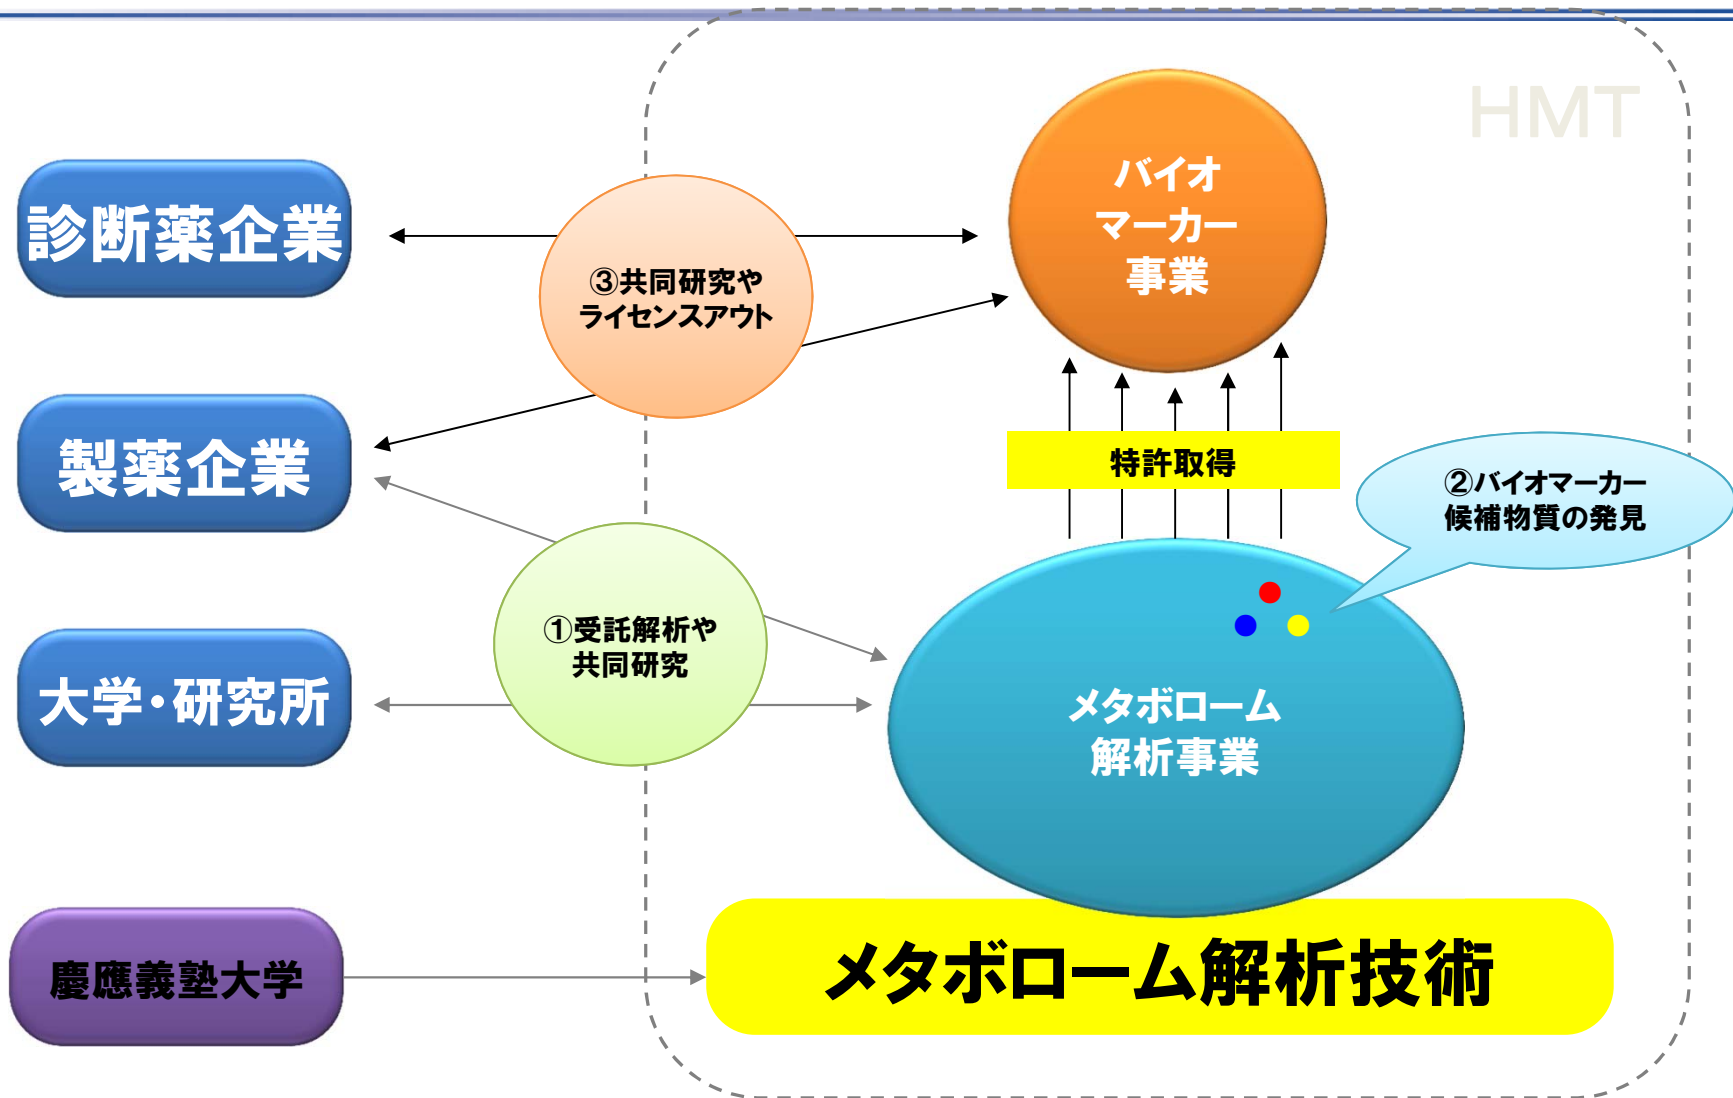 HMT
バイオ
マーカー
事業
診断薬企業
③共同研究や
ライセンスアウト
製薬企業
特許取得
②バイオマーカー
候補物質の発見
①受託解析や
共同研究
大学・研究所
メタボローム
解析事業
慶應義塾大学
メタボローム解析技術